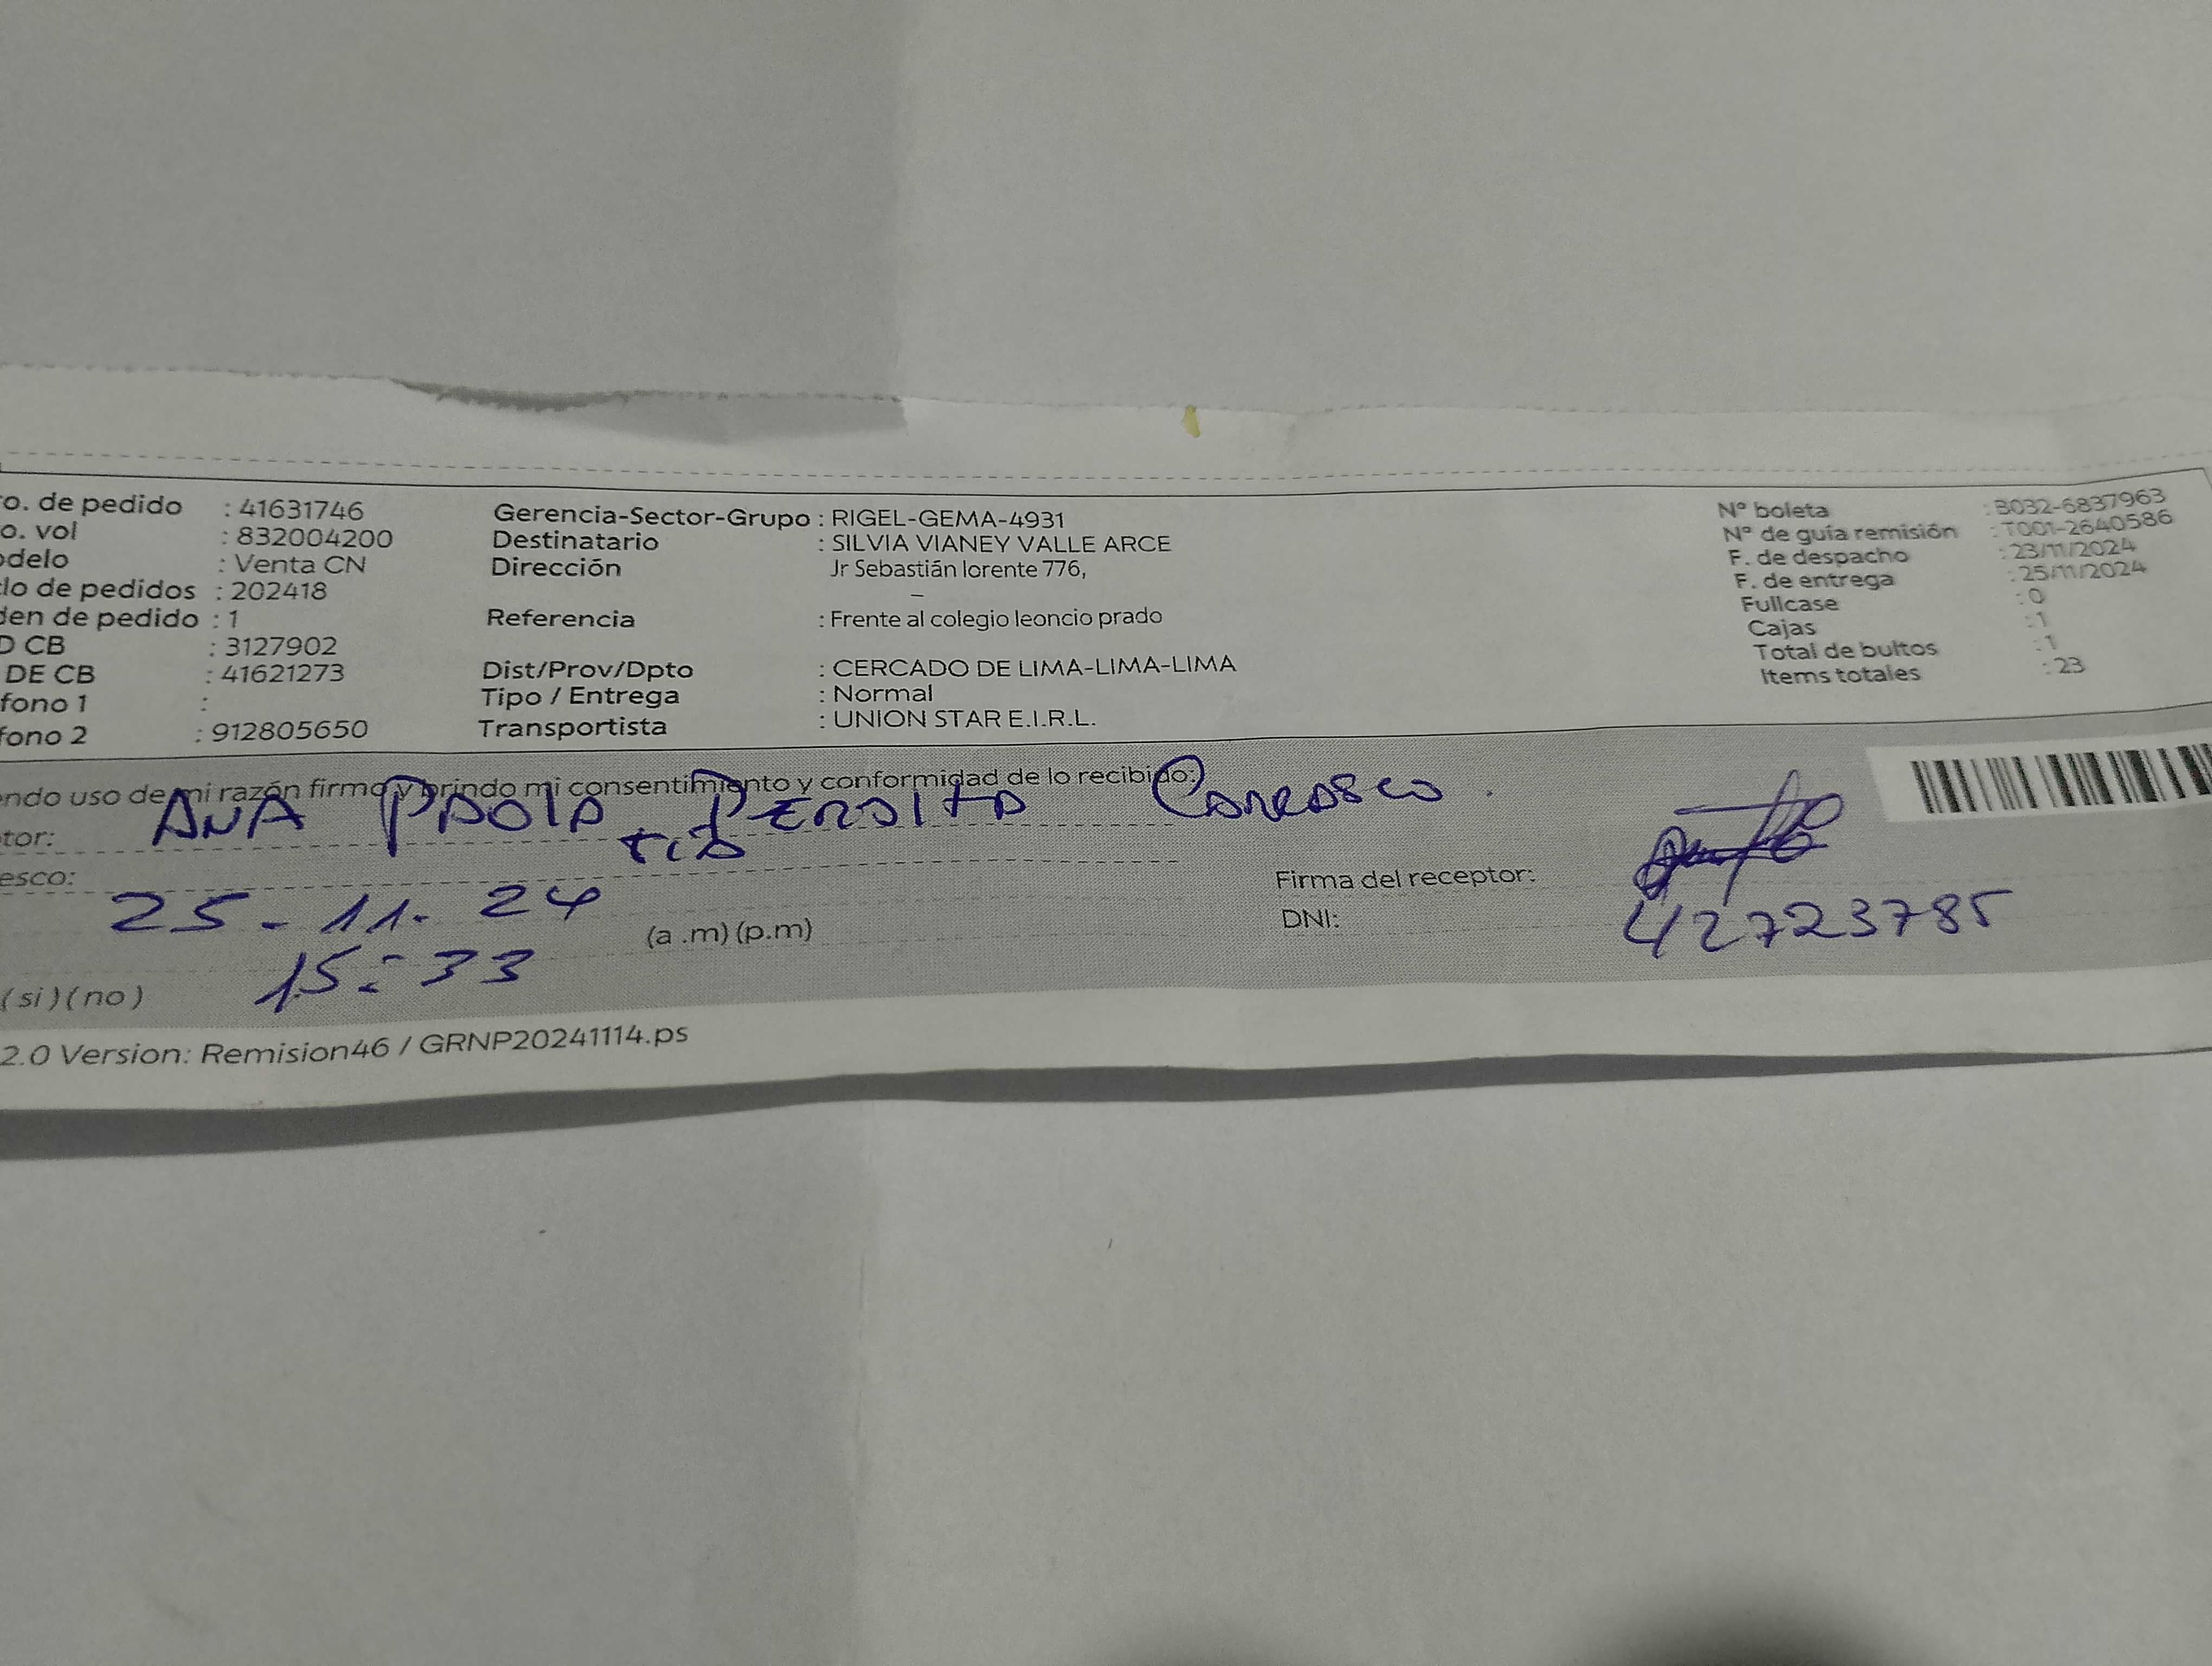 o. de pedido : 41631746
o. vol : 832004200
delo : Venta CN
lo de pedidos : 202418
den de pedido : 1
D CB : 3127902
DE CB : 41621273
fono 1 :
fono 2 : 912805650
Gerencia-Sector-Grupo : RIGEL-GEMA-4931
Destinatario : SILVIA VIANEY VALLE ARCE
Dirección Jr Sebastián lorente 776,
Referencia : Frente al colegio leoncio prado
Dist/Prov/Dpto : CERCADO DE LIMA-LIMA-LIMA
Tipo / Entrega : Normal
Transportista : UNION STAR E.I.R.L.
N° boleta : B032-6837963
N° de guía remisión : T001-2640586
F. de despacho : 23/11/2024
F. de entrega : 25/11/2024
Fullcase : 0
Cajas : 1
Total de bultos : 1
Items totales : 23
endo uso de mi razón firmo y brindo mi consentimiento y conformidad de lo recibido:
tor: ANA PAOLA PERALTA
esco: tia
25-11-24
(a .m) (p.m)
15:33
(si) (no)
Firma del receptor:
DNI: 42723785
2.0 Version: Remision46 / GRNP20241114.ps